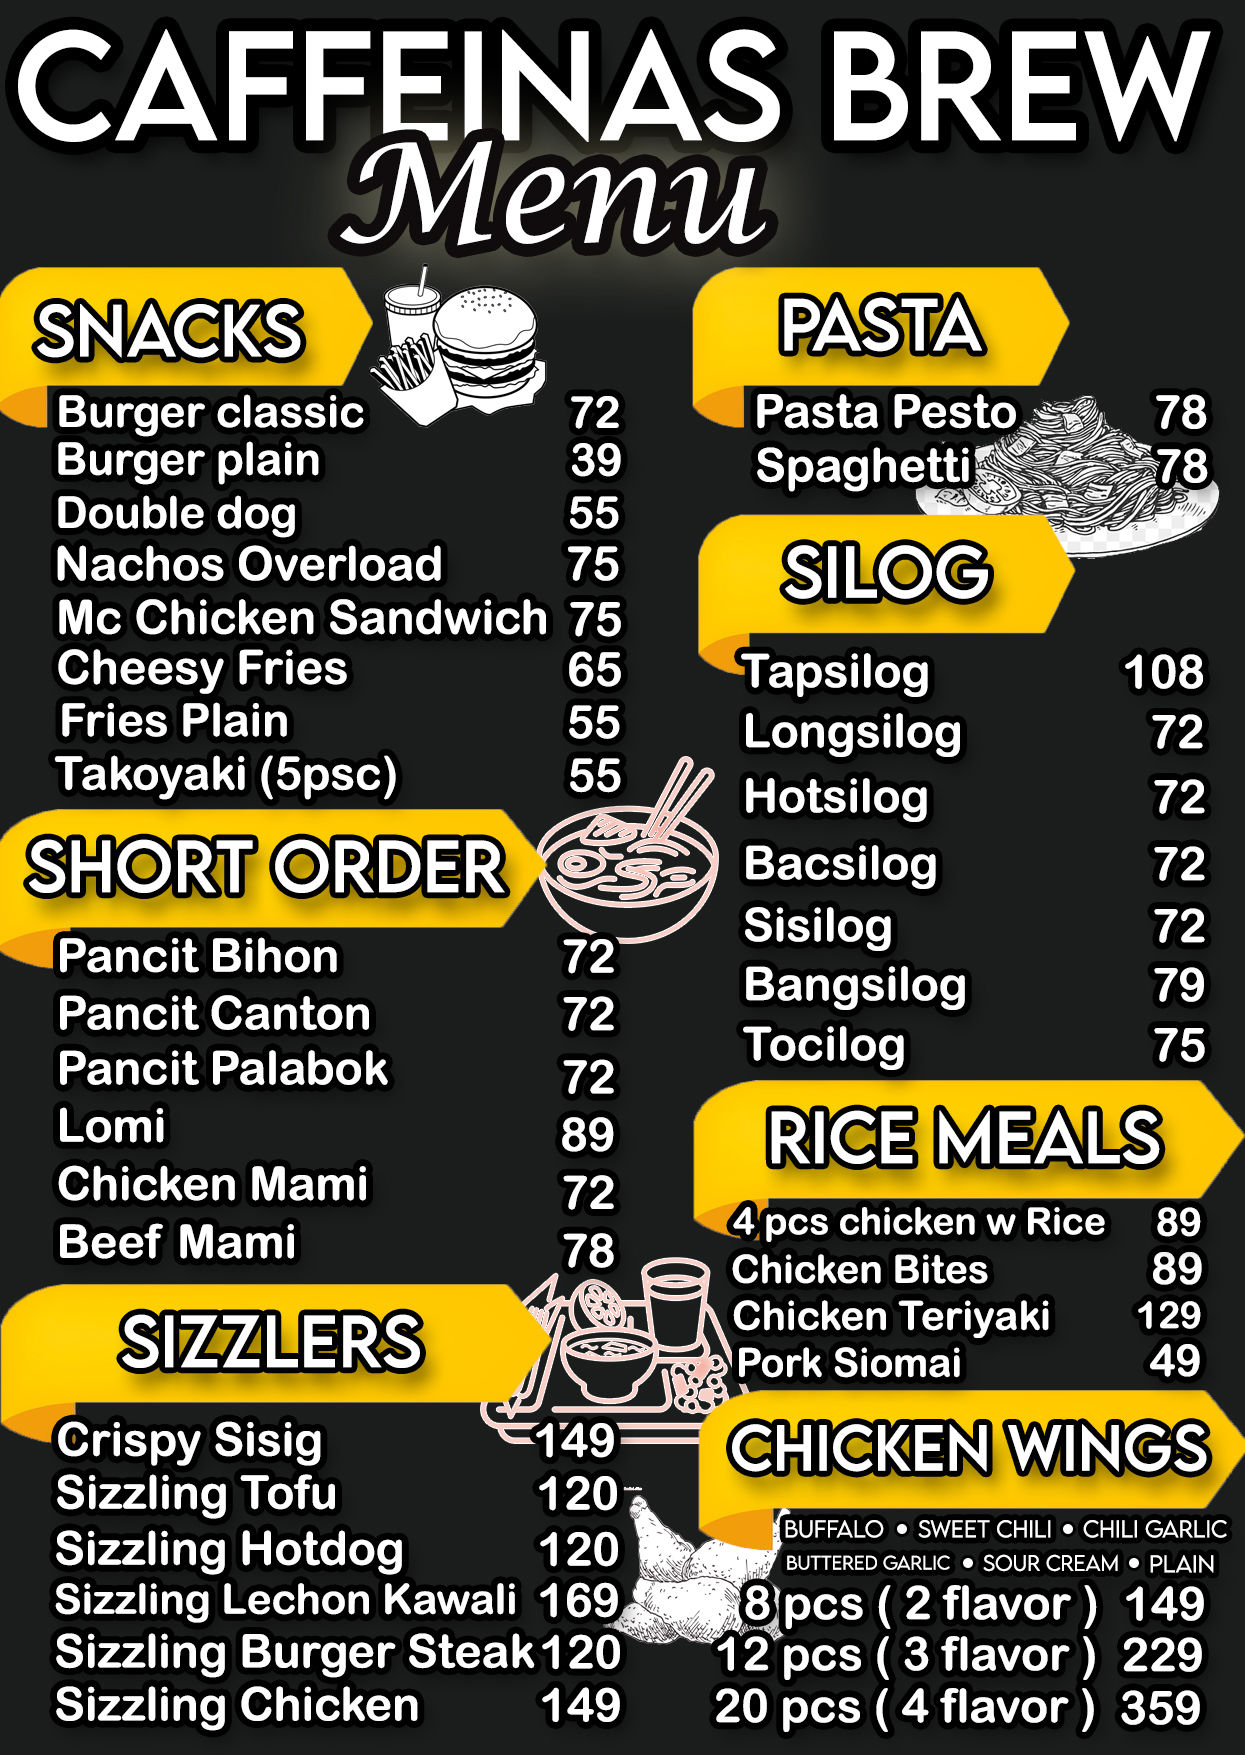 CAFFEINAS BREW
Menu
SNACKS
Burger classic 72
Burger plain 39
Double dog 55
Nachos Overload 75
Mc Chicken Sandwich 75
Cheesy Fries 65
Fries Plain 55
Takoyaki (5psc) 55
SHORT ORDER
Pancit Bihon 72
Pancit Canton 72
Pancit Palabok 72
Lomi 89
Chicken Mami 72
Beef Mami 78
SIZZLERS
Crispy Sisig 149
Sizzling Tofu 120
Sizzling Hotdog 120
Sizzling Lechon Kawali 169
Sizzling Burger Steak 120
Sizzling Chicken 149
PASTA
Pasta Pesto 78
Spaghetti 78
SILOG
Tapsilog 108
Longsilog 72
Hotsilog 72
Bacsilog 72
Sisilog 72
Bangsilog 79
Tocilog 75
RICE MEALS
4 pcs chicken w Rice 89
Chicken Bites 89
Chicken Teriyaki 129
Pork Siomai 49
CHICKEN WINGS
BUFFALO • SWEET CHILI • CHILI GARLIC
BUTTERED GARLIC • SOUR CREAM • PLAIN
8 pcs ( 2 flavor ) 149
12 pcs ( 3 flavor ) 229
20 pcs ( 4 flavor ) 359